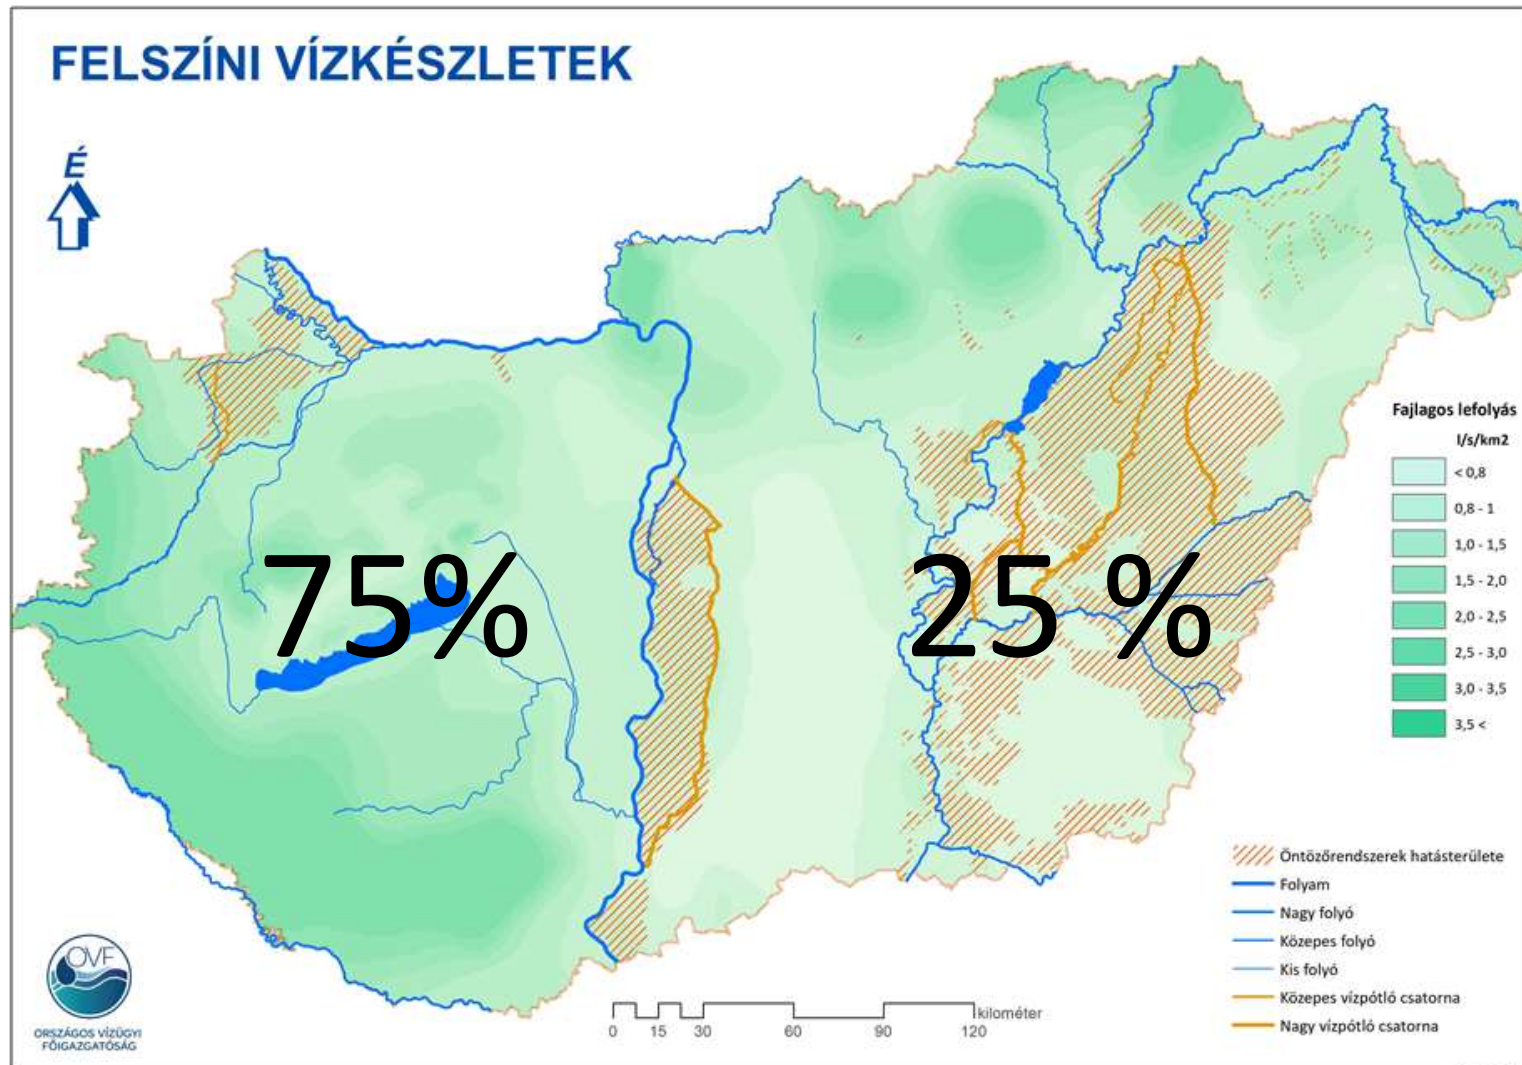 FELSZÍNI VÍZKÉSZLETEK
É
75%
25 %
Fajlagos lefolyás
l/s/km2
< 0,8
0,8 - 1
1,0 - 1,5
1,5 - 2,0
2,0 - 2,5
2,5 - 3,0
3,0 - 3,5
3,5 <
Öntözőrendszerek hatásterülete
Folyam
Nagy folyó
Közepes folyó
Kis folyó
Közepes vízpótló csatorna
Nagy vízpótló csatorna
OVF
ORSZÁGOS VÍZÜGYI
FŐIGAZGATÓSÁG
kilométer
0 15 30 60 90 120